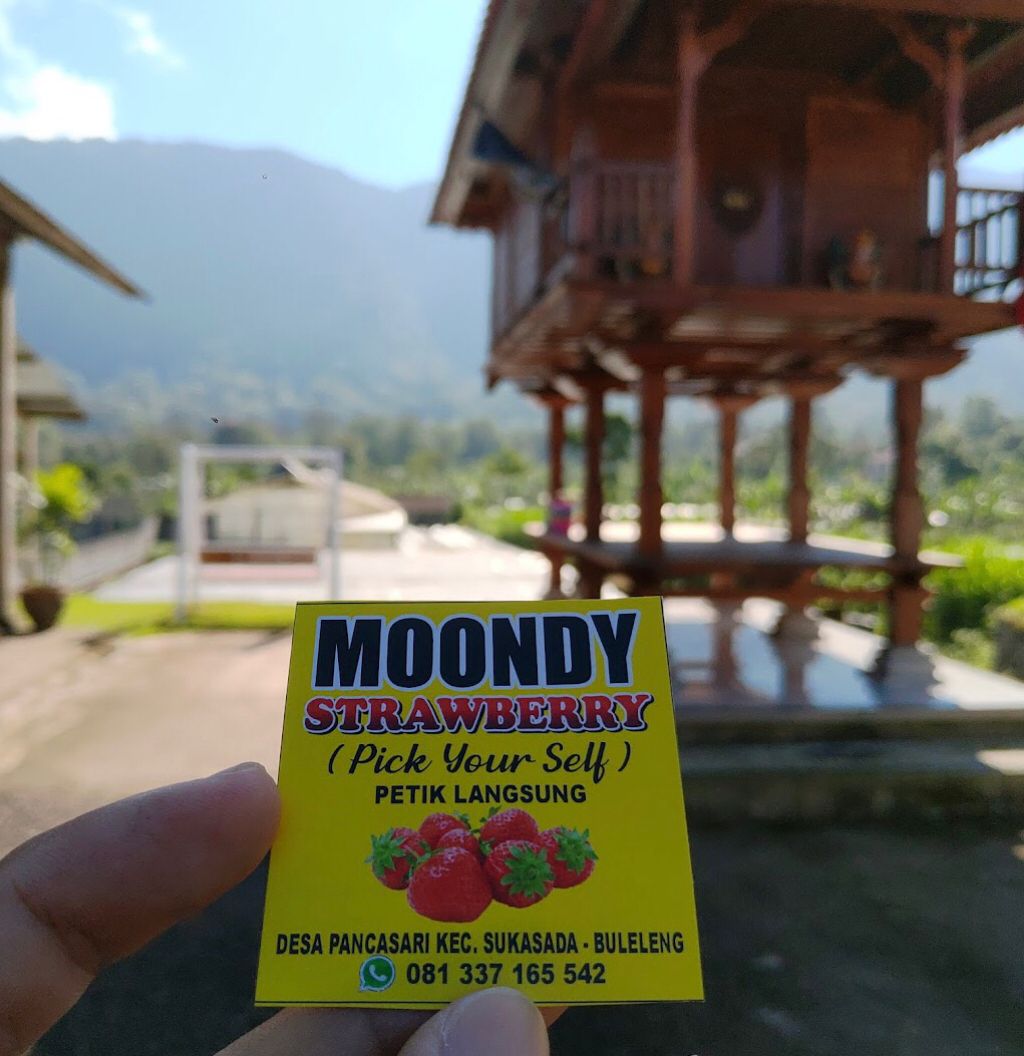 MOONDY
STRAWBERRY
( Pick Your Self )
PETIK LANGSUNG
DESA PANCASARI KEC. SUKASADA - BULELENG
081 337 165 542